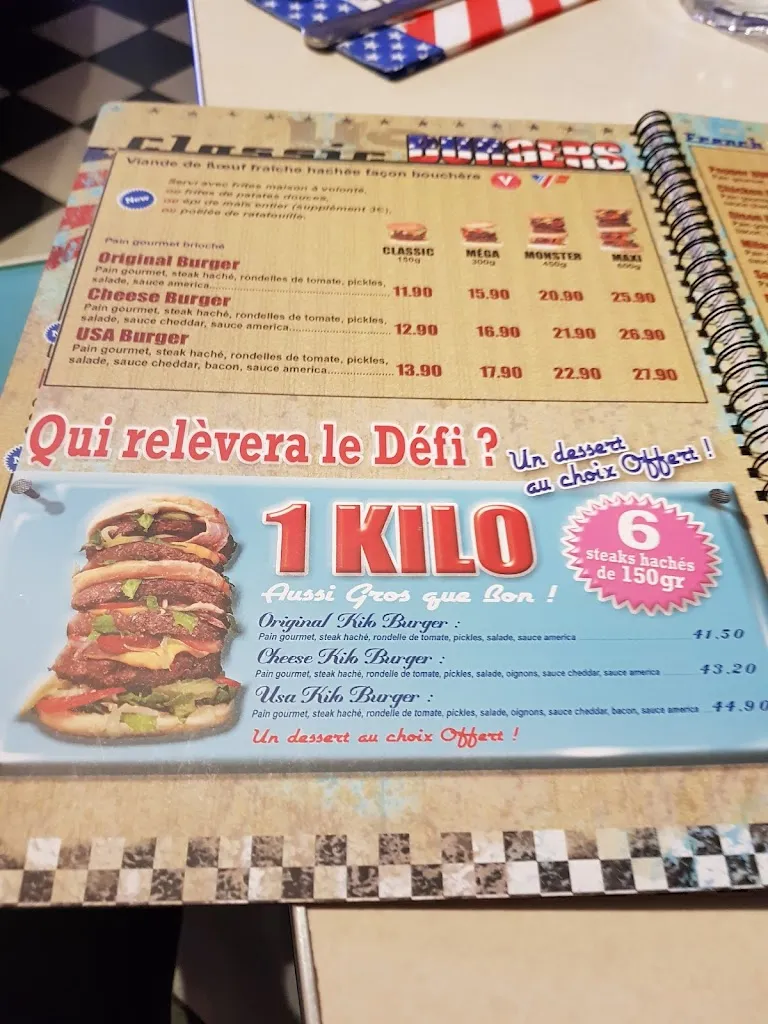 Classic BURGERS
Viande de Bœuf fraîche hachée façon bouchère
V
New
Servi avec frites maison à volonté,
ou frites de patates douces,
ou épi de maïs entier (supplément 3€),
ou poêlée de ratatouille.
Pain gourmet brioché
CLASSIC MÉGA MONSTER MAXI
150g 300g 450g 600g
Original Burger
Pain gourmet, steak haché, rondelles de tomate, pickles,
salade, sauce america 11.90 15.90 20.90 25.90
Cheese Burger
Pain gourmet, steak haché, rondelles de tomate, pickles,
salade, sauce cheddar, sauce america 12.90 16.90 21.90 26.90
USA Burger
Pain gourmet, steak haché, rondelles de tomate, pickles,
salade, sauce cheddar, bacon, sauce america 13.90 17.90 22.90 27.90
Qui relèvera le Défi ?
Un dessert
au choix Offert !
1 KILO
Aussi Gros que Bon !
6
steaks hachés
de 150gr
Original Kilo Burger :
Pain gourmet, steak haché, rondelle de tomate, pickles, salade, sauce america 41.50
Cheese Kilo Burger :
Pain gourmet, steak haché, rondelle de tomate, pickles, salade, oignons, sauce cheddar, sauce america 43.20
Usa Kilo Burger :
Pain gourmet, steak haché, rondelle de tomate, pickles, salade, oignons, sauce cheddar, bacon, sauce america 44.90
Un dessert au choix Offert !
French